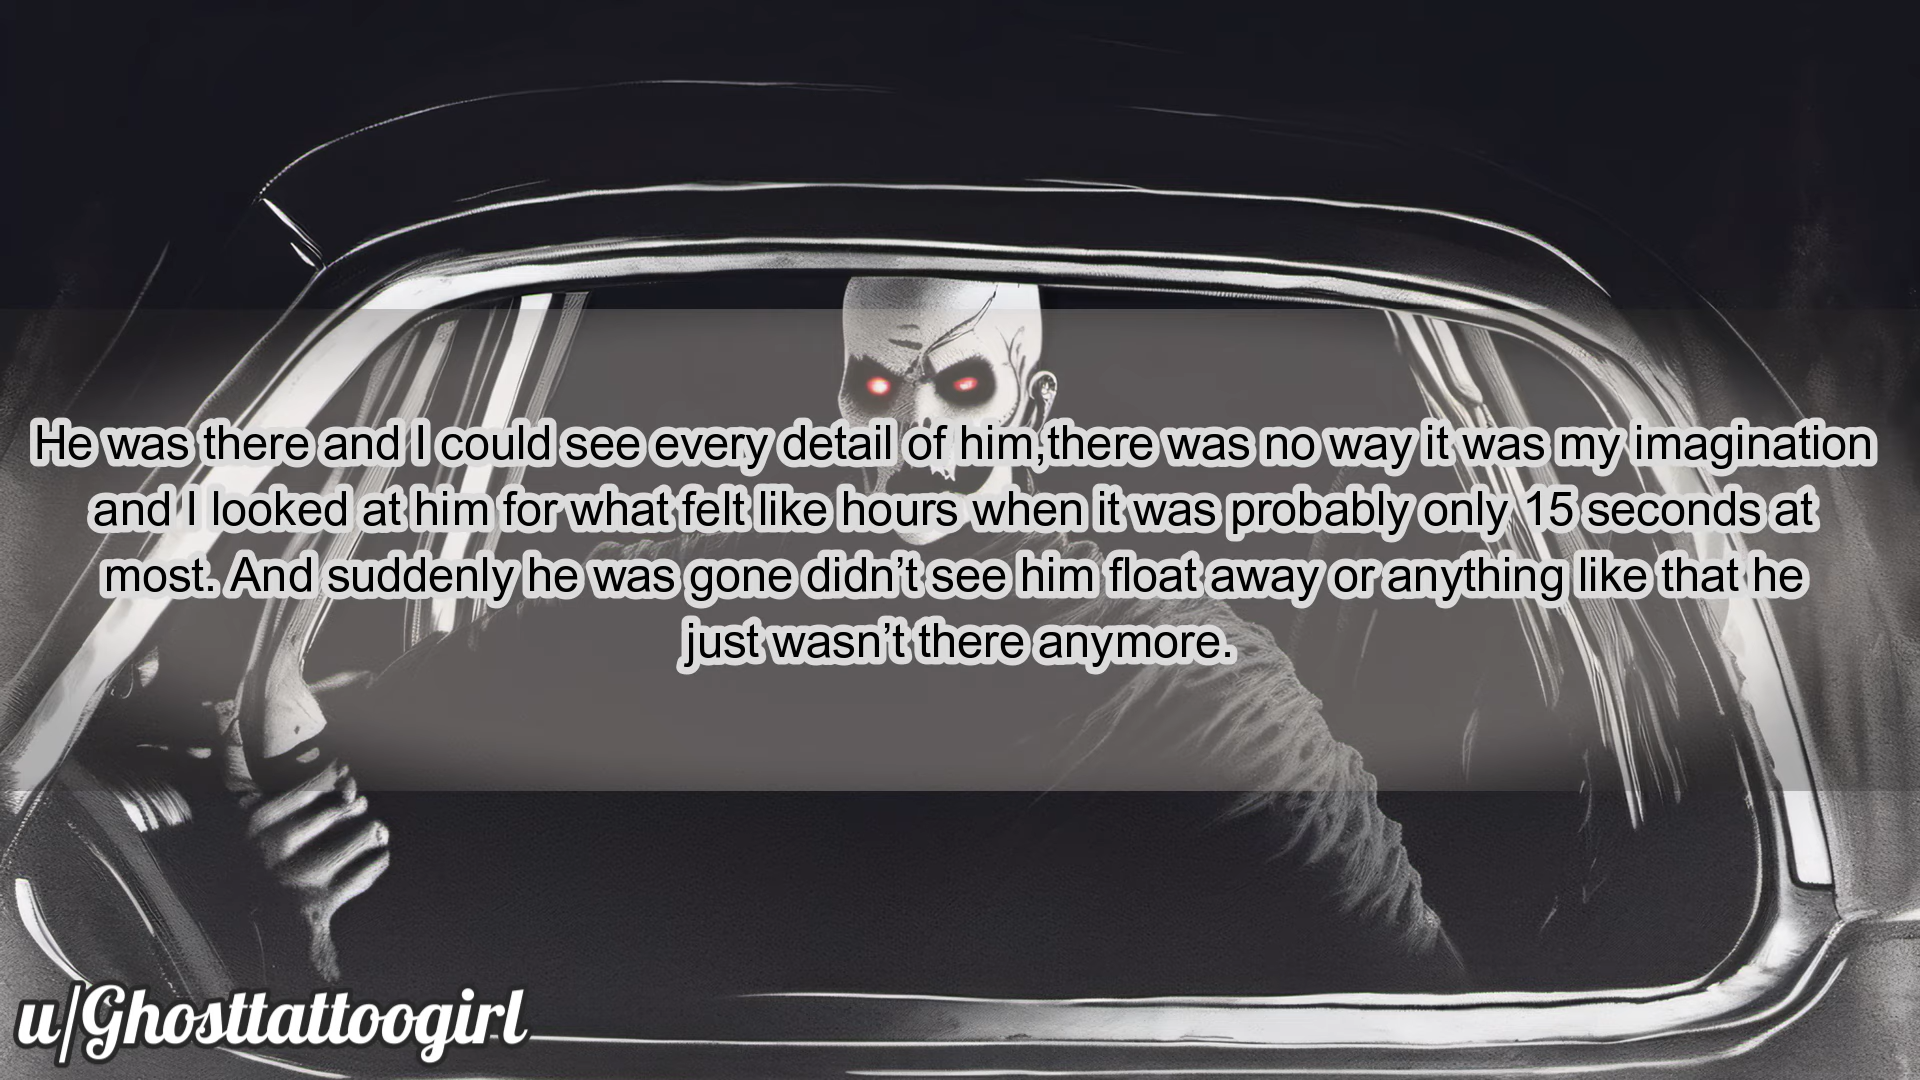 He was there and I could see every detail of him,there was no way it was my imagination
and I looked at him for what felt like hours when it was probably only 15 seconds at
most. And suddenly he was gone didn’t see him float away or anything like that he
just wasn’t there anymore.
u/Ghosttattoogirl